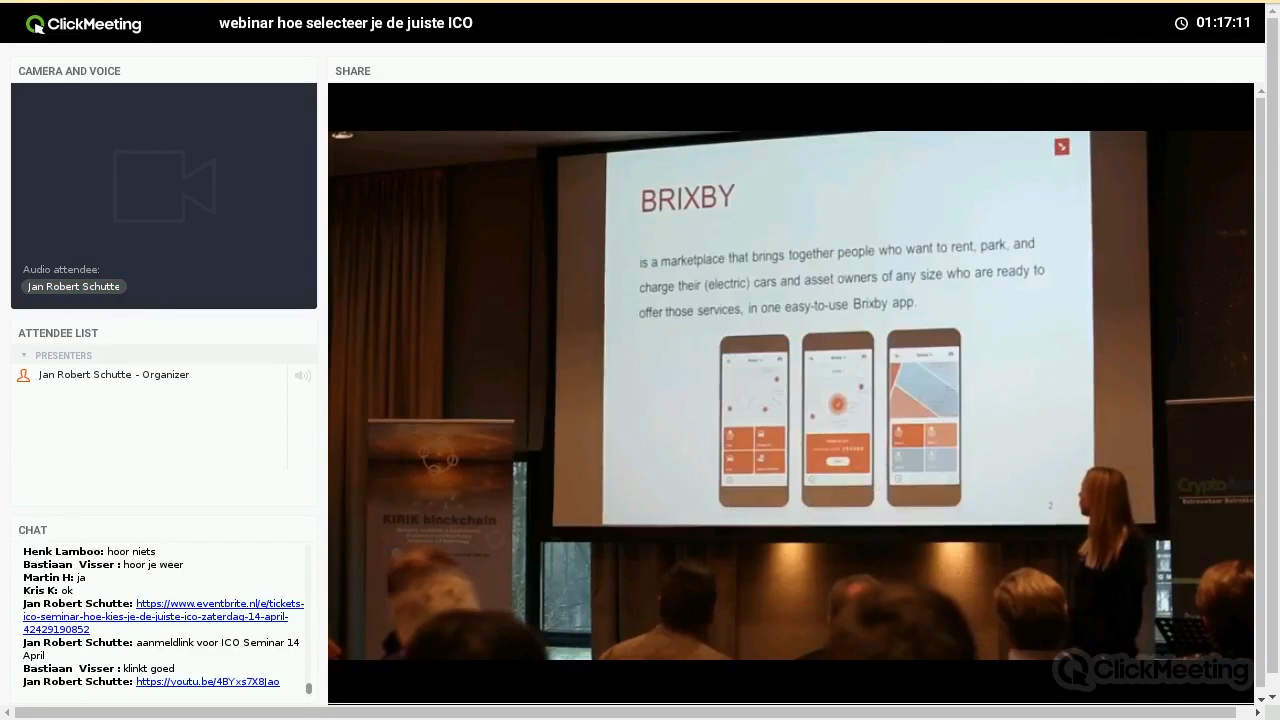 ClickMeeting
webinar hoe selecteer je de juiste ICO
01:17:11
CAMERA AND VOICE
Audio attendee:
Jan Robert Schutte
ATTENDEE LIST
PRESENTERS
Jan Robert Schutte - Organizer
CHAT
Henk Lamboo: hoor niets
Bastiaan Visser : hoor je weer
Martin H: ja
Kris K: ok
Jan Robert Schutte: https://www.eventbrite.nl/e/tickets-
ico-seminar-hoe-kies-je-de-juiste-ico-zaterdag-14-april-
42429190852
Jan Robert Schutte: aanmeldlink voor ICO Seminar 14
April
Bastiaan Visser : klinkt goed
Jan Robert Schutte: https://youtu.be/4BYxs7X8Jao
SHARE
BRIXBY
is a marketplace that brings together people who want to rent, park, and
charge their (electric) cars and asset owners of any size who are ready to
offer those services, in one easy-to-use Brixby app.
2
KIRIK blockchain
Crypto
ClickMeeting